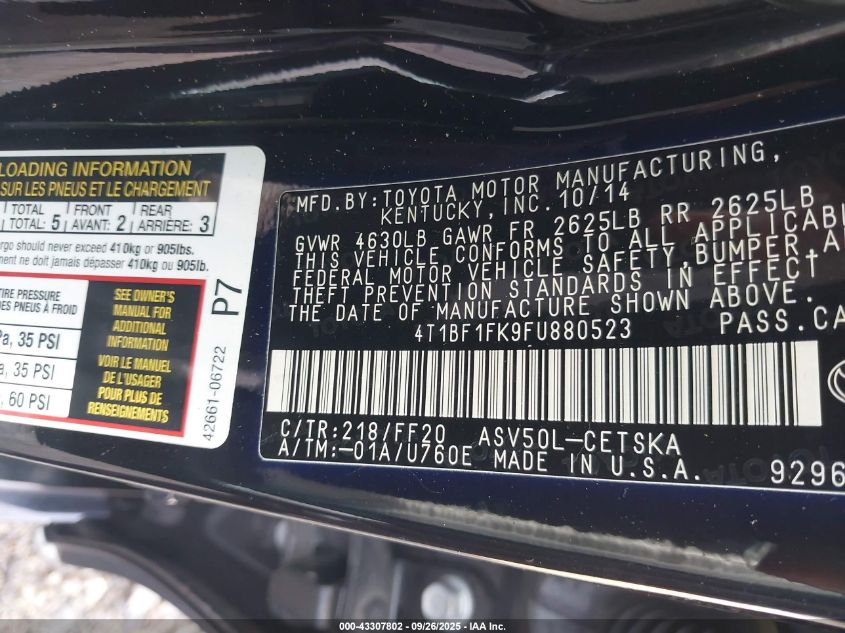 LOADING INFORMATION
SUR LES PNEUS ET LE CHARGEMENT
TOTAL FRONT REAR
TOTAL: 5 AVANT: 2 ARRIÈRE: 3
rgo should never exceed 410kg or 905lbs.
ment ne doit jamais dépasser 410kg ou 905lb.
TIRE PRESSURE
DES PNEUS À FROID
Pa, 35 PSI
a, 35 PSI
, 60 PSI
SEE OWNER'S
MANUAL FOR
ADDITIONAL
INFORMATION
VOIR LE MANUEL
DE L'USAGER
POUR PLUS DE
RENSEIGNEMENTS
42661-06722 P7
MFD. BY: TOYOTA MOTOR MANUFACTURING,
KENTUCKY, INC. 10/14
GVWR 4630LB GAWR FR 2625LB RR 2625LB
THIS VEHICLE CONFORMS TO ALL APPLICABL
FEDERAL MOTOR VEHICLE SAFETY, BUMPER, A
THEFT PREVENTION STANDARDS IN EFFECT
THE DATE OF MANUFACTURE SHOWN ABOVE.
4T1BF1FK9FU880523 PASS.CA
C/TR:218/FF20 ASV50L-CETSKA
A/TM:-01A/U760E MADE IN U.S.A.
9296
000-43307802 - 09/26/2025 - IAA Inc.